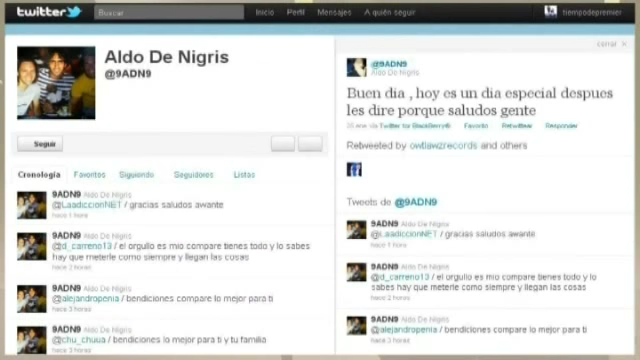 twitter
Buscar
Inicio Perfil Mensajes A quién seguir
tiempodepremier
Aldo De Nigris
@9ADN9
Seguir
Cronología Favoritos Siguiendo Seguidores Listas
9ADN9 Aldo De Nigris
@LaadiccionNET / gracias saludos awante
hace 1 hora
9ADN9 Aldo De Nigris
@d_carreno13 / el orgullo es mio compare tienes todo y lo sabes
hay que meterle como siempre y llegan las cosas
hace 2 horas
9ADN9 Aldo De Nigris
@alejandropenia / bendiciones compare lo mejor para ti
hace 3 horas
9ADN9 Aldo De Nigris
@chu_chuua / bendiciones lo mejor para ti y tu familia
hace 3 horas
cerrar ×
@9ADN9
Aldo De Nigris
Buen dia , hoy es un dia especial despues
les dire porque saludos gente
ene via Twitter for BlackBerry® Favorito Retwittear Responder
Retweeted by owtlawzrecords and others
Tweets de @9ADN9
9ADN9 Aldo De Nigris
@LaadiccionNET / gracias saludos awante
hace 1 hora
9ADN9 Aldo De Nigris
@d_carreno13 / el orgullo es mio compare tienes todo y lo
sabes hay que meterle como siempre y llegan las cosas
hace 2 horas
9ADN9 Aldo De Nigris
@alejandropenia / bendiciones compare lo mejor para ti
hace 3 horas